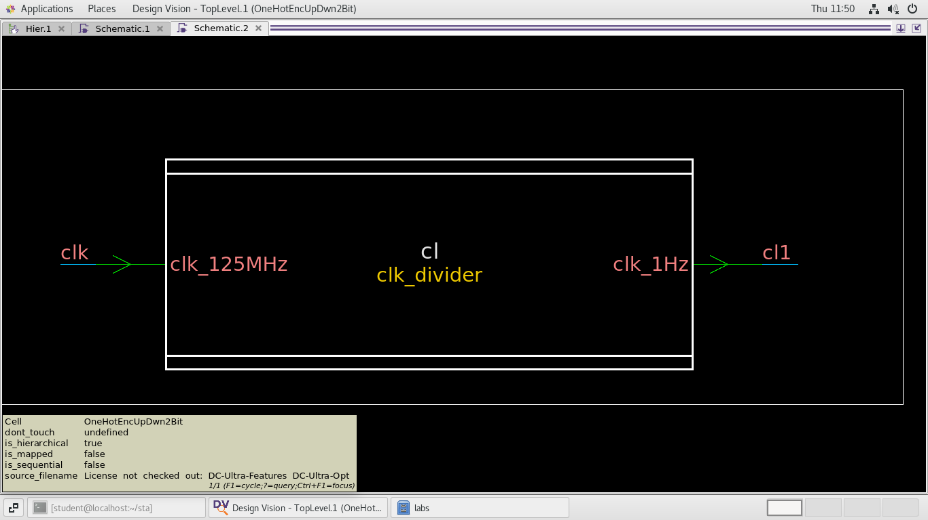 Applications Places Design Vision - TopLevel.1 (OneHotEncUpDwn2Bit) Thu 11:50
Hier.1 Schematic.1 Schematic.2
clk
clk_125MHz
cl
clk_divider
clk_1Hz
cl1
Cell OneHotEncUpDwn2Bit
dont_touch undefined
is_hierarchical true
is_mapped false
is_sequential false
source_filename License not checked out: DC-Ultra-Features DC-Ultra-Opt
1/1 (F1=cycle;?=query;Ctrl+F1=focus)
[student@localhost:~/sta] DV Design Vision - TopLevel.1 (OneHot... labs